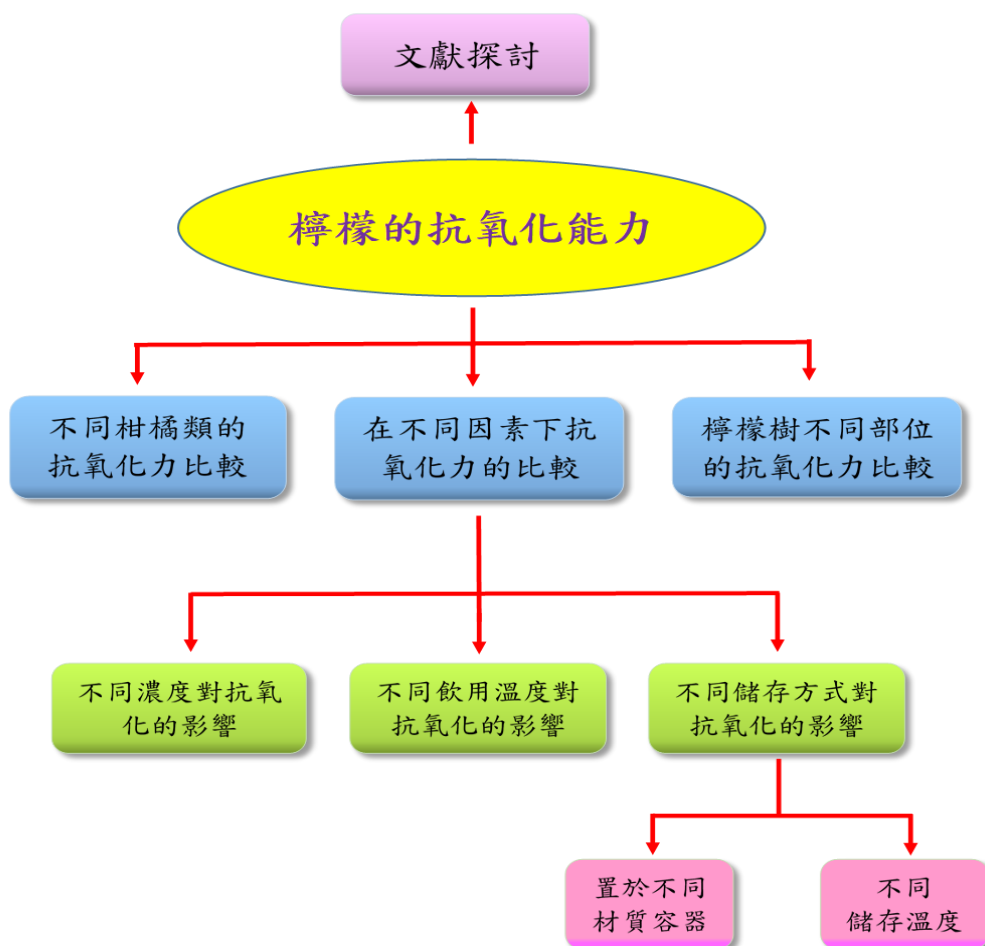 文獻探討
檸檬的抗氧化能力
不同柑橘類的
抗氧化力比較
在不同因素下抗
氧化力的比較
檸檬樹不同部位
的抗氧化力比較
不同濃度對抗氧
化的影響
不同飲用溫度對
抗氧化的影響
不同儲存方式對
抗氧化的影響
置於不同
材質容器
不同
儲存溫度